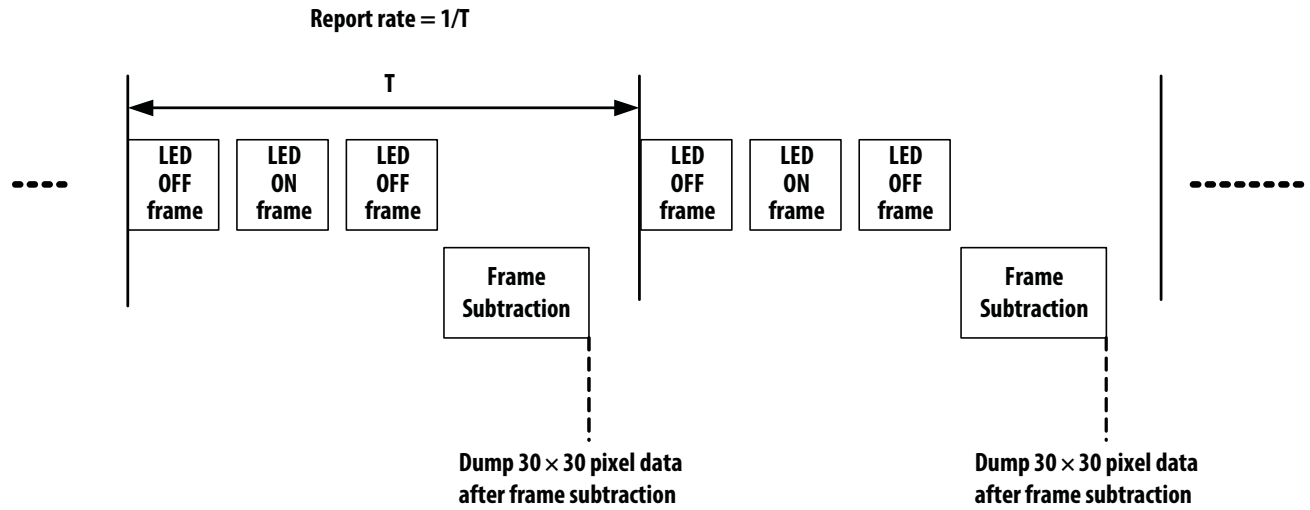 Report rate = 1/T
T
LED
OFF
frame
LED
ON
frame
LED
OFF
frame
LED
OFF
frame
LED
ON
frame
LED
OFF
frame
Frame
Subtraction
Frame
Subtraction
Dump 30 × 30 pixel data
after frame subtraction
Dump 30 × 30 pixel data
after frame subtraction